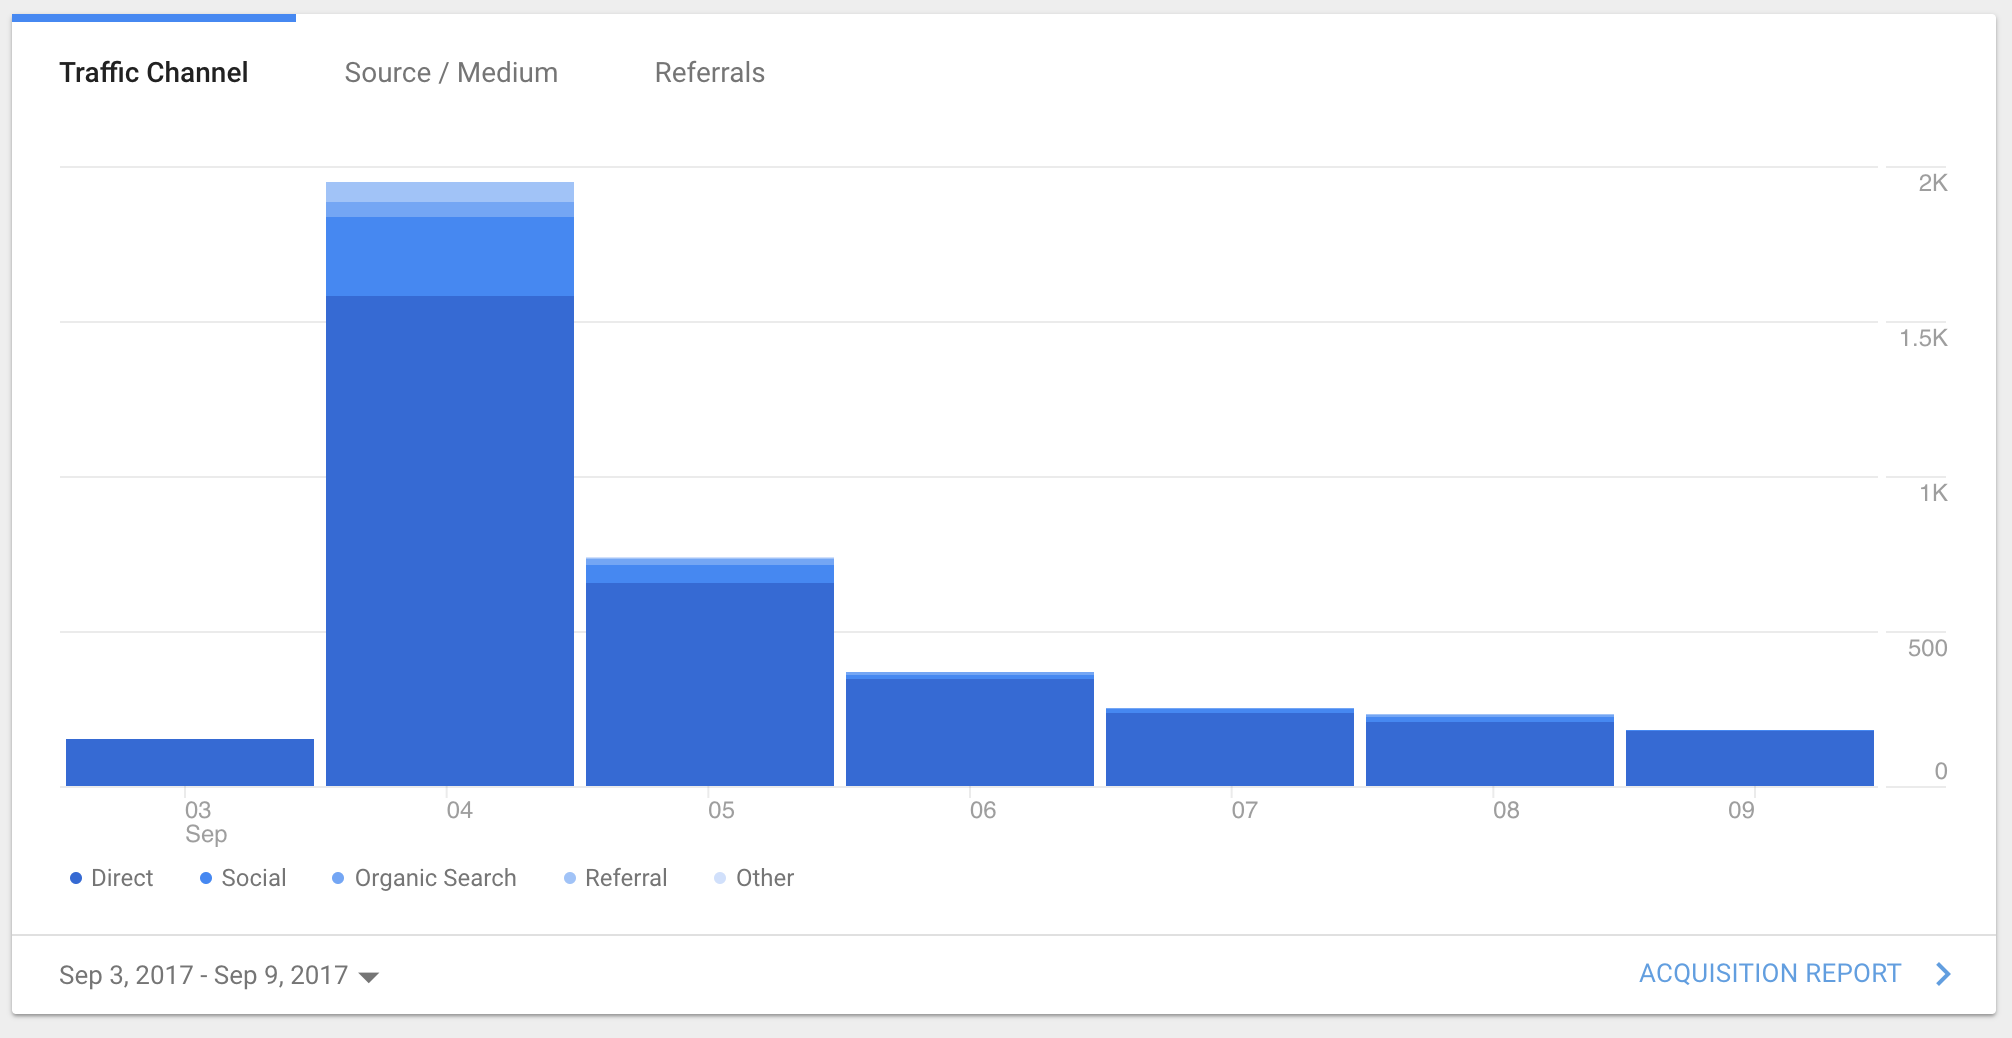 Traffic Channel Source / Medium Referrals
2K
1.5K
1K
500
0
03 04 05 06 07 08 09
Sep
Direct Social Organic Search Referral Other
Sep 3, 2017 - Sep 9, 2017 ACQUISITION REPORT